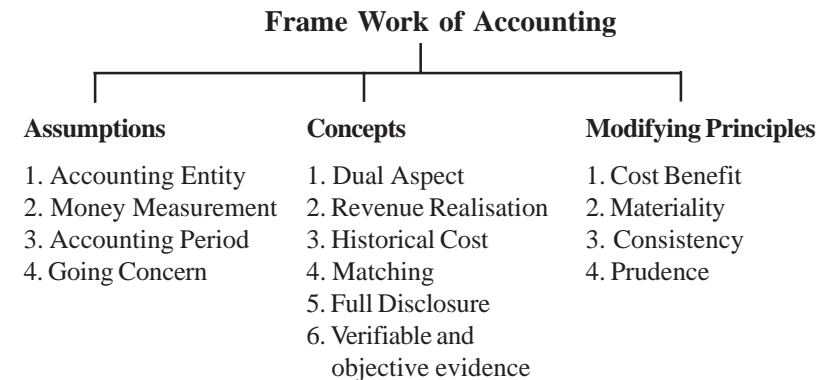 Frame Work of Accounting
Assumptions
1. Accounting Entity
2. Money Measurement
3. Accounting Period
4. Going Concern
Concepts
1. Dual Aspect
2. Revenue Realisation
3. Historical Cost
4. Matching
5. Full Disclosure
6. Verifiable and
objective evidence
Modifying Principles
1. Cost Benefit
2. Materiality
3. Consistency
4. Prudence